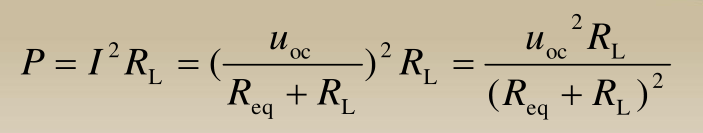 P = I²R_L = (u_oc / (R_eq + R_L))² R_L = u_oc² R_L / (R_eq + R_L)²